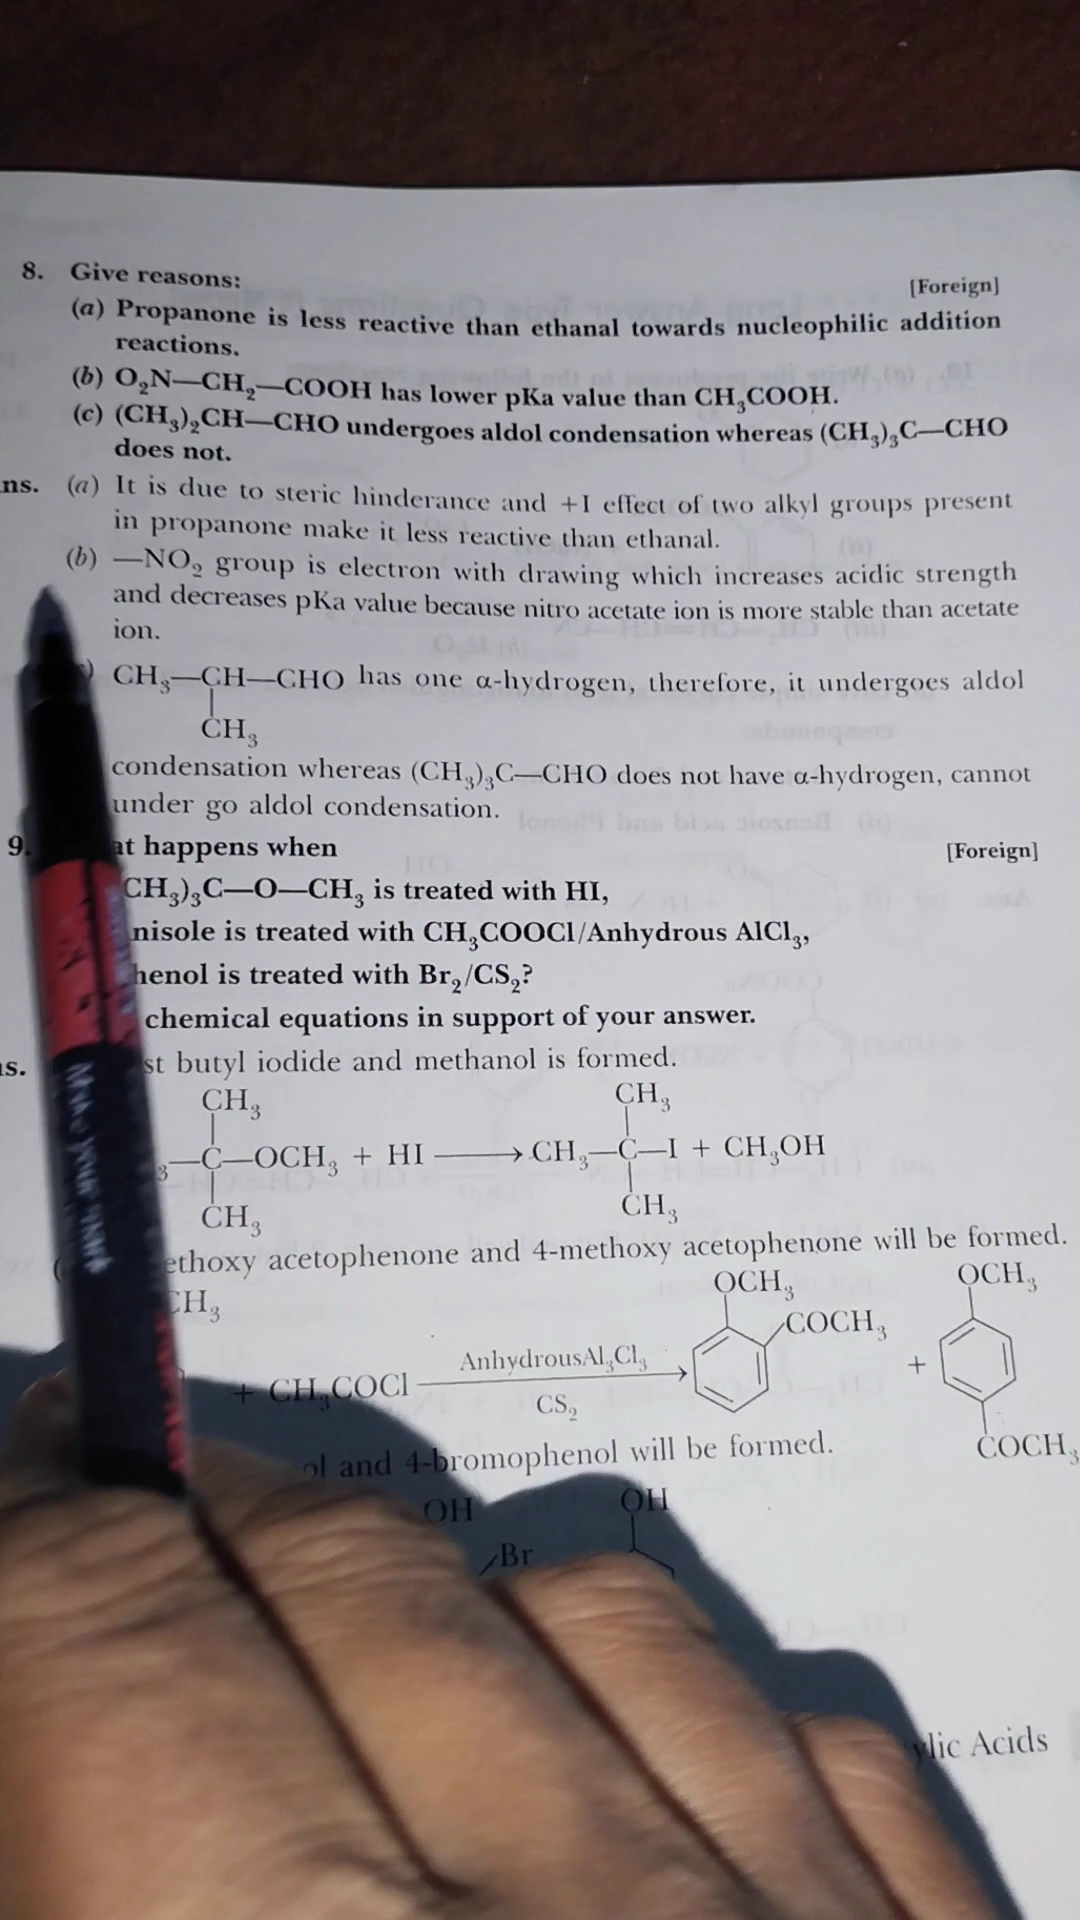 8. Give reasons:
[Foreign]
(a) Propanone is less reactive than ethanal towards nucleophilic addition
reactions.
(b) O₂N—CH₂—COOH has lower pKa value than CH₃COOH.
(c) (CH₃)₂CH—CHO undergoes aldol condensation whereas (CH₃)₃C—CHO
does not.
ns. (a) It is due to steric hinderance and +I effect of two alkyl groups present
in propanone make it less reactive than ethanal.
(b) —NO₂ group is electron with drawing which increases acidic strength
and decreases pKa value because nitro acetate ion is more stable than acetate
ion.
) CH₃—CH—CHO has one α-hydrogen, therefore, it undergoes aldol
CH₃
condensation whereas (CH₃)₃C—CHO does not have α-hydrogen, cannot
under go aldol condensation.
9. at happens when
[Foreign]
CH₃)₃C—O—CH₃ is treated with HI,
nisole is treated with CH₃COOCl/Anhydrous AlCl₃,
henol is treated with Br₂/CS₂?
chemical equations in support of your answer.
s. st butyl iodide and methanol is formed.
CH₃ CH₃
₃—C—OCH₃ + HI ⟶ CH₃—C—I + CH₃OH
CH₃ CH₃
( ethoxy acetophenone and 4-methoxy acetophenone will be formed.
CH₃ OCH₃ OCH₃
COCH₃
+ CH₃COCl AnhydrousAl₃Cl₃ +
CS₂
COCH₃
ol and 4-bromophenol will be formed.
OH OH
Br
ylic Acids